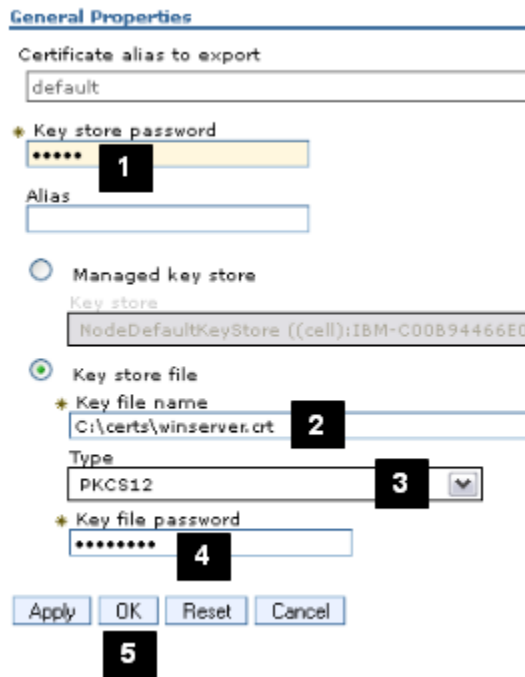 General Properties
Certificate alias to export
default
* Key store password
•••••
1
Alias
Managed key store
Key store
NodeDefaultKeyStore ((cell):IBM-C00B94466E0
Key store file
* Key file name
C:\certs\winserver.crt
2
Type
PKCS12
3
* Key file password
••••••••
4
Apply OK Reset Cancel
5